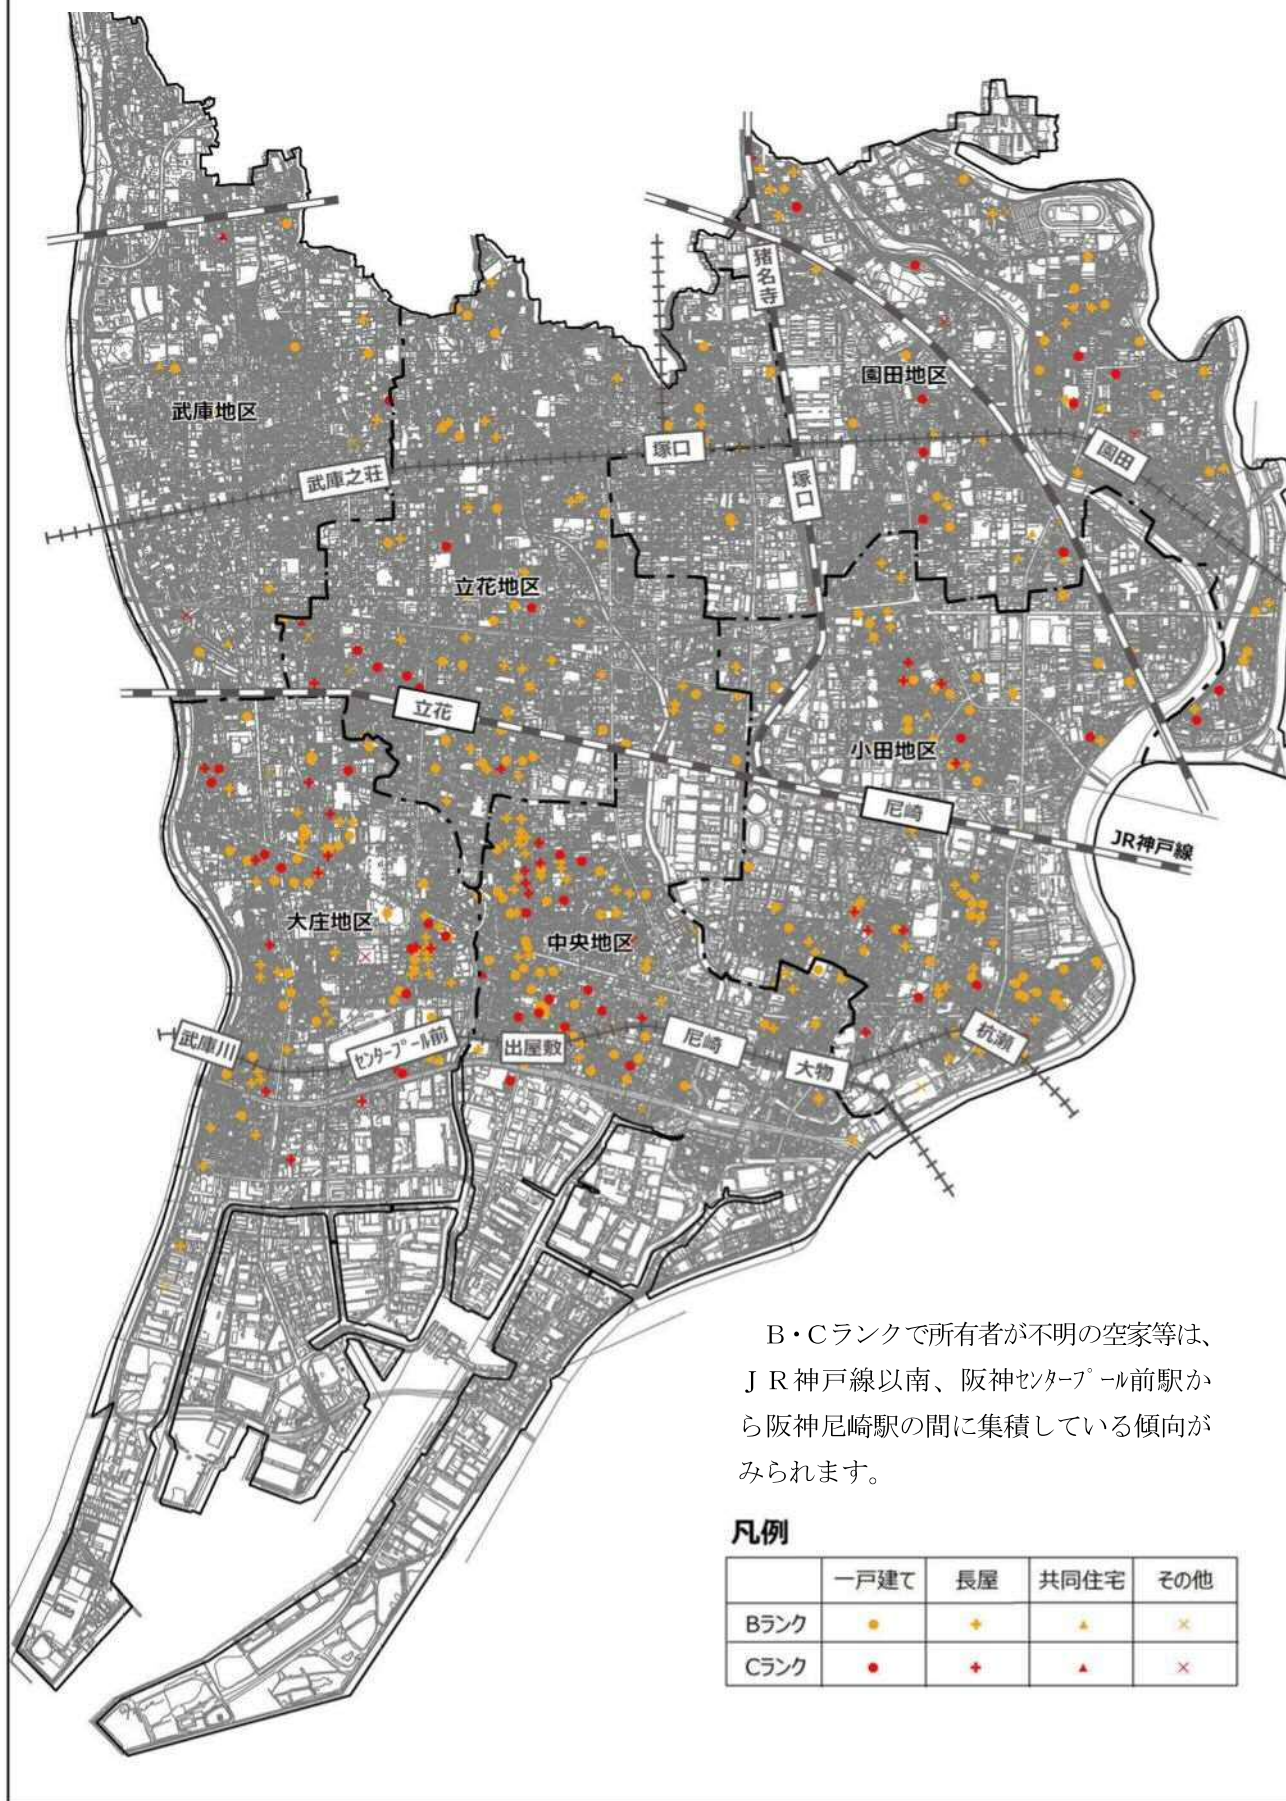 猪名寺
園田地区
武庫地区
塚口
園田
武庫之荘
塚口
立花地区
立花
小田地区
尼崎
JR神戸線
大庄地区
中央地区
武庫川
センタープール前
出屋敷
尼崎
大物
杭瀬
B・Cランクで所有者が不明の空家等は、
JR神戸線以南、阪神センタープール前駅か
ら阪神尼崎駅の間に集積している傾向が
みられます。
凡例
一戸建て 長屋 共同住宅 その他
Bランク ● + ▲ ×
Cランク ● + ▲ ×